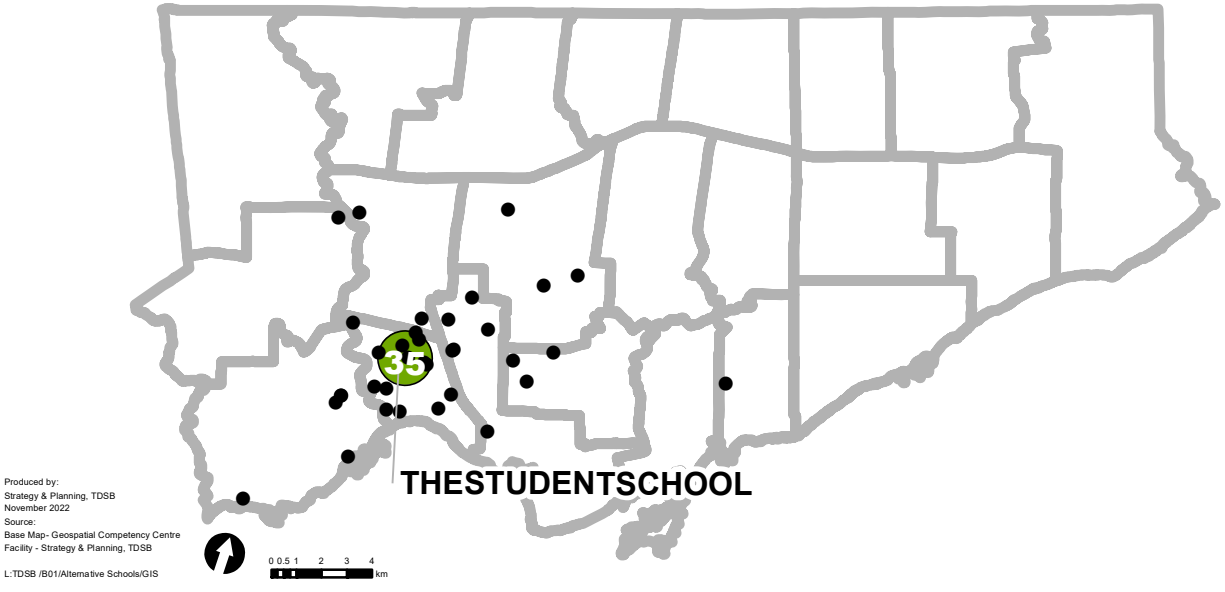 35
THESTUDENTSCHOOL
Produced by:
Strategy & Planning, TDSB
November 2022
Source:
Base Map- Geospatial Competency Centre
Facility - Strategy & Planning, TDSB
L:TDSB /B01/Alternative Schools/GIS
0 0.5 1 2 3 4
km